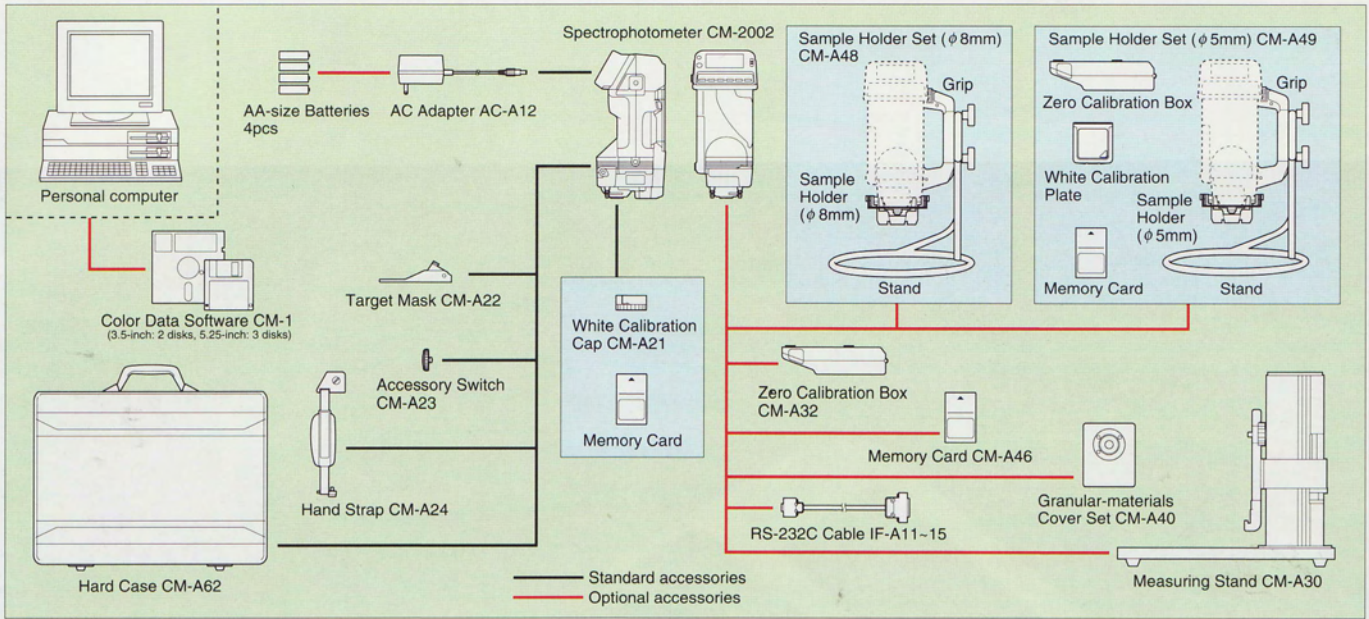 Personal computer
AA-size Batteries
4pcs
AC Adapter AC-A12
Spectrophotometer CM-2002
Sample Holder Set (φ8mm)
CM-A48
Grip
Sample
Holder
(φ8mm)
Stand
Sample Holder Set (φ5mm) CM-A49
Zero Calibration Box
Grip
White Calibration
Plate
Sample
Holder
(φ5mm)
Memory Card
Stand
Color Data Software CM-1
(3.5-inch: 2 disks, 5.25-inch: 3 disks)
Target Mask CM-A22
Accessory Switch
CM-A23
Hand Strap CM-A24
Hard Case CM-A62
White Calibration
Cap CM-A21
Memory Card
Zero Calibration Box
CM-A32
Memory Card CM-A46
Granular-materials
Cover Set CM-A40
RS-232C Cable IF-A11~15
Measuring Stand CM-A30
Standard accessories
Optional accessories